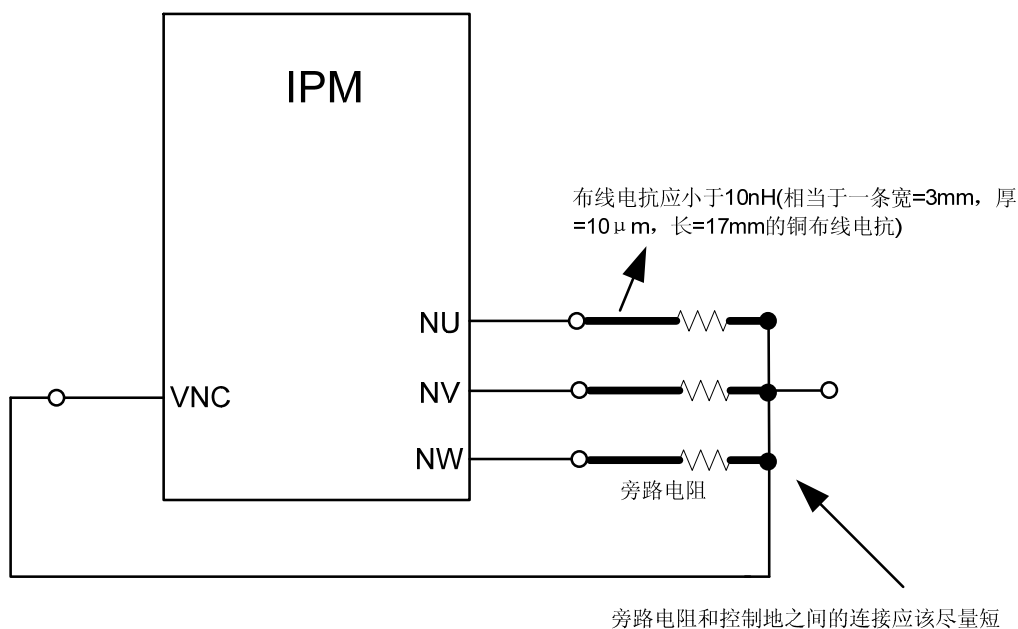 IPM
布线电抗应小于10nH(相当于一条宽=3mm，厚
=10μm，长=17mm的铜布线电抗)
NU
VNC
NV
NW
旁路电阻
旁路电阻和控制地之间的连接应该尽量短